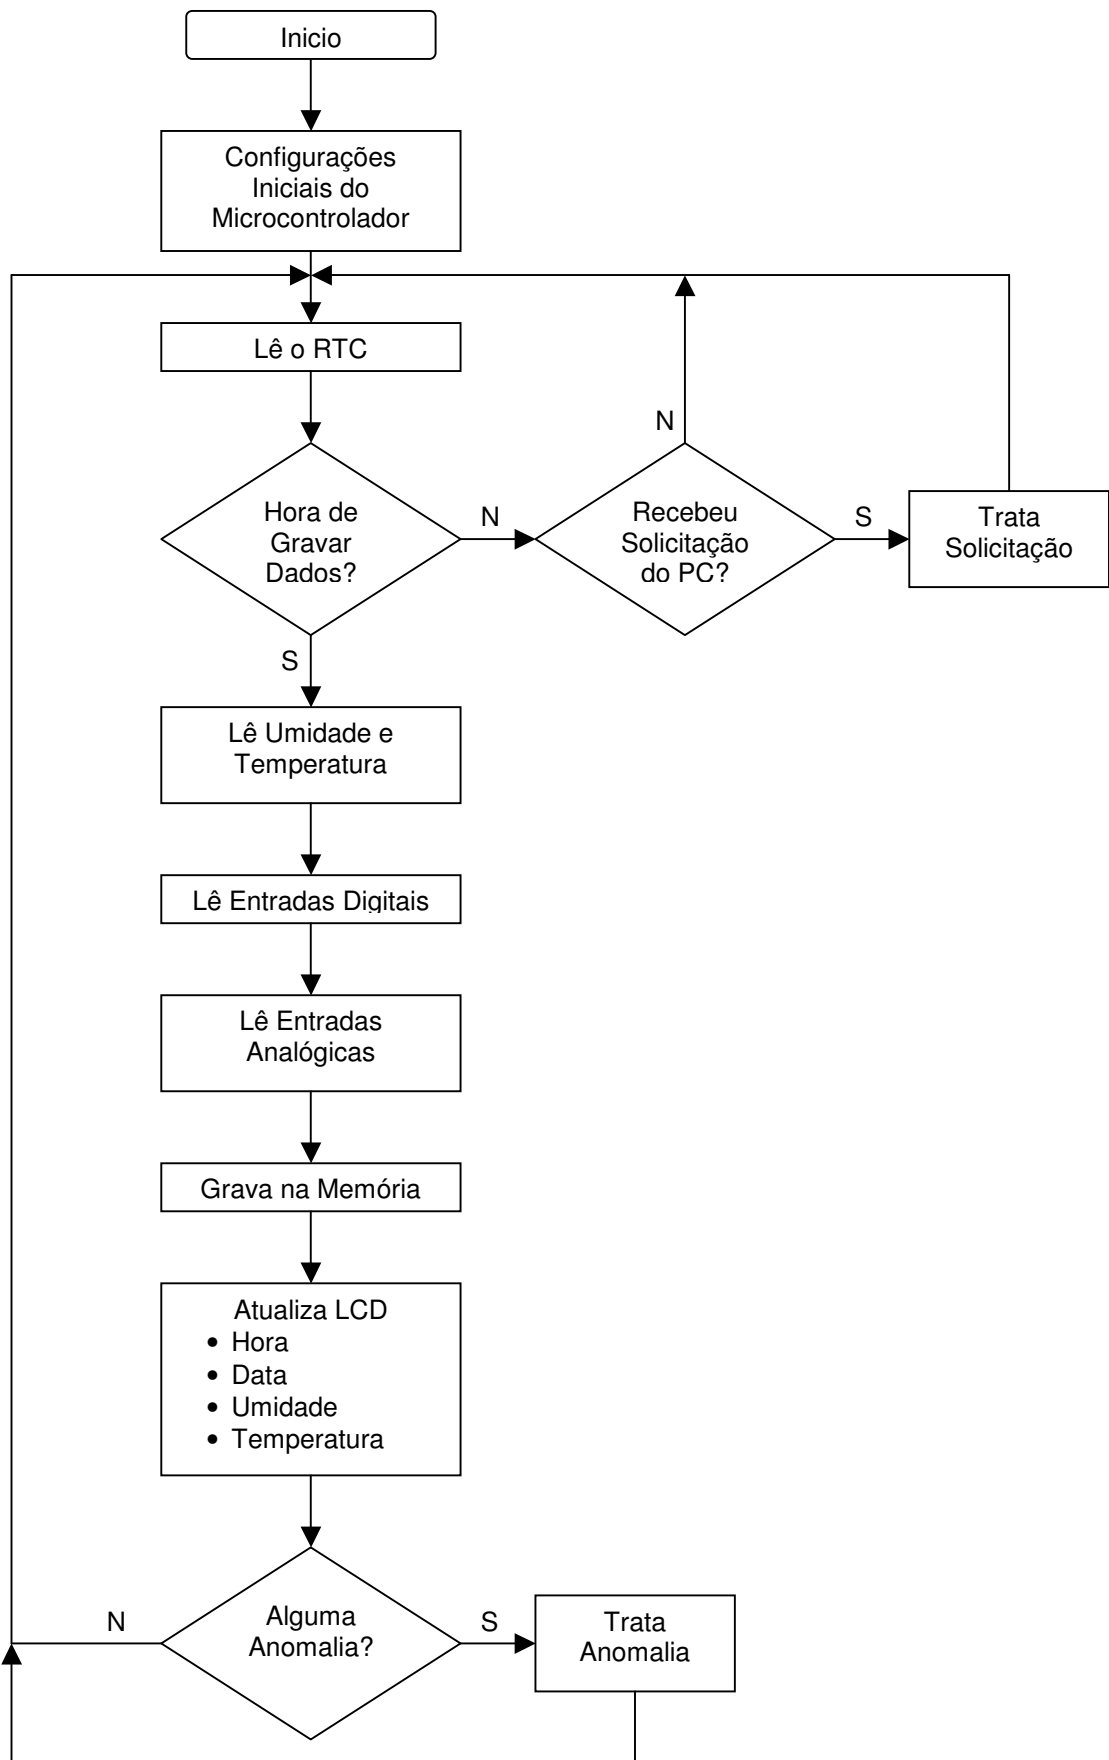 Inicio
Configurações
Iniciais do
Microcontrolador
Lê o RTC
N
Hora de
Gravar
Dados?
N
Recebeu
Solicitação
do PC?
S
Trata
Solicitação
S
Lê Umidade e
Temperatura
Lê Entradas Digitais
Lê Entradas
Analógicas
Grava na Memória
Atualiza LCD
• Hora
• Data
• Umidade
• Temperatura
N
Alguma
Anomalia?
S
Trata
Anomalia